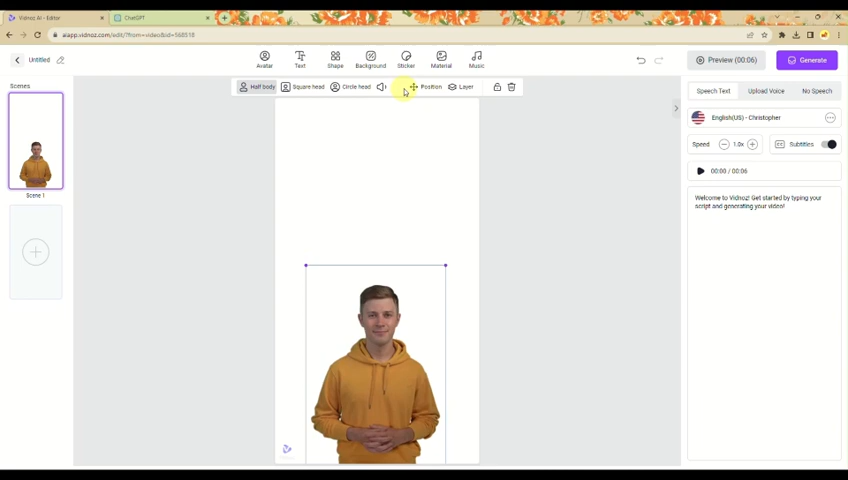 Vidnoz AI - Editor
ChatGPT
aiapp.vidnoz.com/edit/?from=video&id=568518
Untitled
Avatar
Text
Shape
Background
Sticker
Material
Music
Preview (00:06)
Generate
Scenes
Half body
Square head
Circle head
Position
Layer
Speech Text
Upload Voice
No Speech
English(US) - Christopher
Speed
1.0x
Subtitles
00:00 / 00:06
Welcome to Vidnoz! Get started by typing your
script and generating your video!
Scene 1